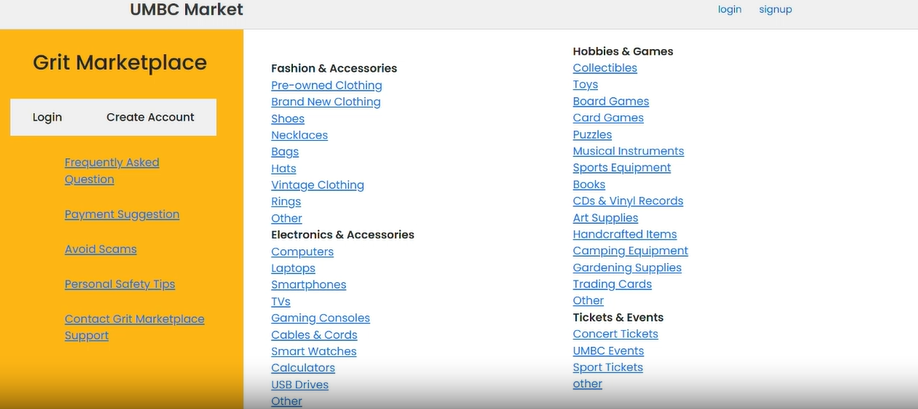 UMBC Market
login signup
Grit Marketplace
Login Create Account
Frequently Asked
Question
Payment Suggestion
Avoid Scams
Personal Safety Tips
Contact Grit Marketplace
Support
Fashion & Accessories
Pre-owned Clothing
Brand New Clothing
Shoes
Necklaces
Bags
Hats
Vintage Clothing
Rings
Other
Electronics & Accessories
Computers
Laptops
Smartphones
TVs
Gaming Consoles
Cables & Cords
Smart Watches
Calculators
USB Drives
Other
Hobbies & Games
Collectibles
Toys
Board Games
Card Games
Puzzles
Musical Instruments
Sports Equipment
Books
CDs & Vinyl Records
Art Supplies
Handcrafted Items
Camping Equipment
Gardening Supplies
Trading Cards
Other
Tickets & Events
Concert Tickets
UMBC Events
Sport Tickets
other